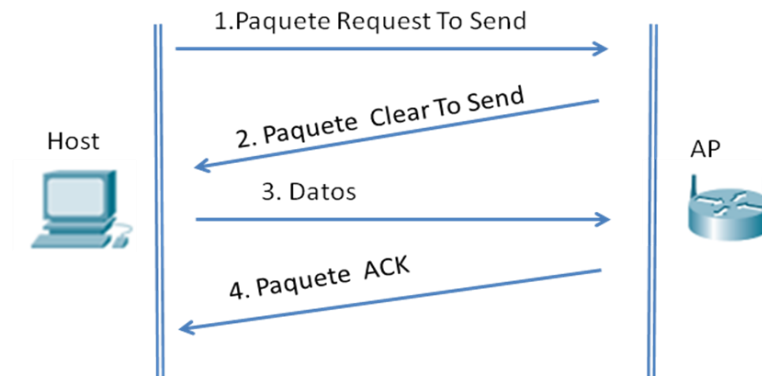 1.Paquete Request To Send
2. Paquete Clear To Send
Host
AP
3. Datos
4. Paquete ACK